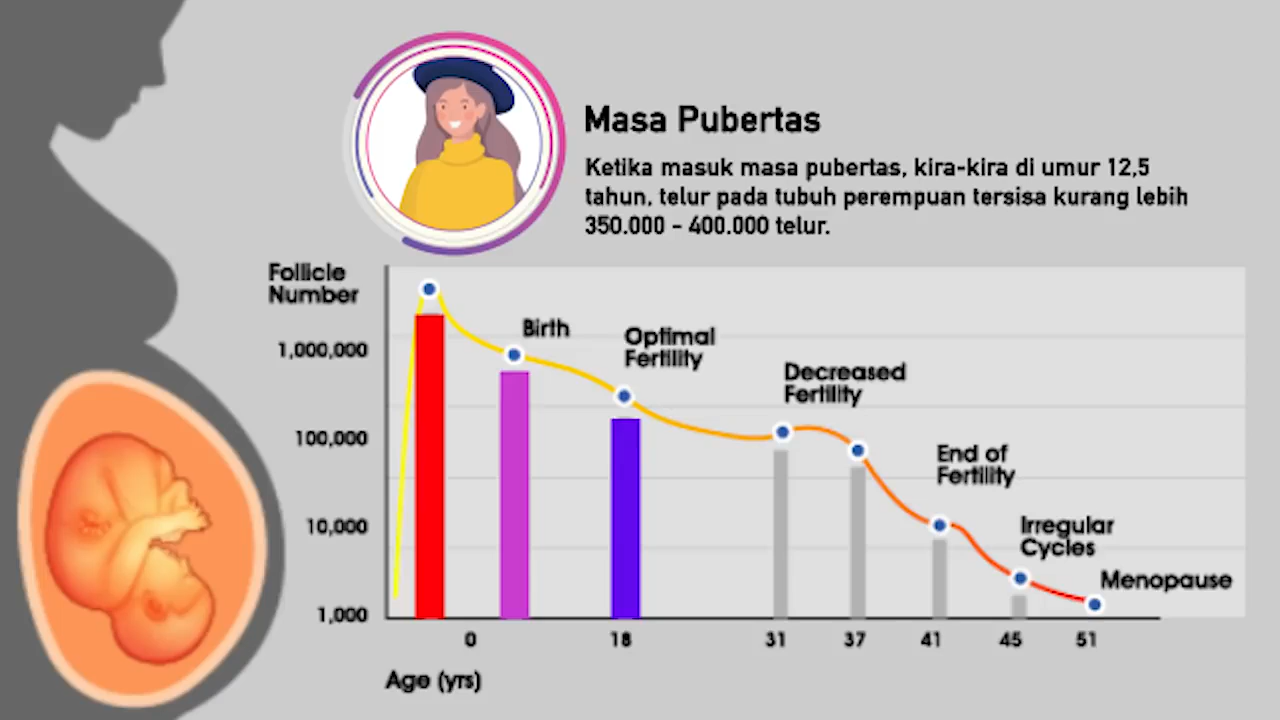 Masa Pubertas
Ketika masuk masa pubertas, kira-kira di umur 12,5
tahun, telur pada tubuh perempuan tersisa kurang lebih
350.000 - 400.000 telur.
Follicle
Number
1,000,000
100,000
10,000
1,000
Birth
Optimal
Fertility
Decreased
Fertility
End of
Fertility
Irregular
Cycles
Menopause
0 18 31 37 41 45 51
Age (yrs)